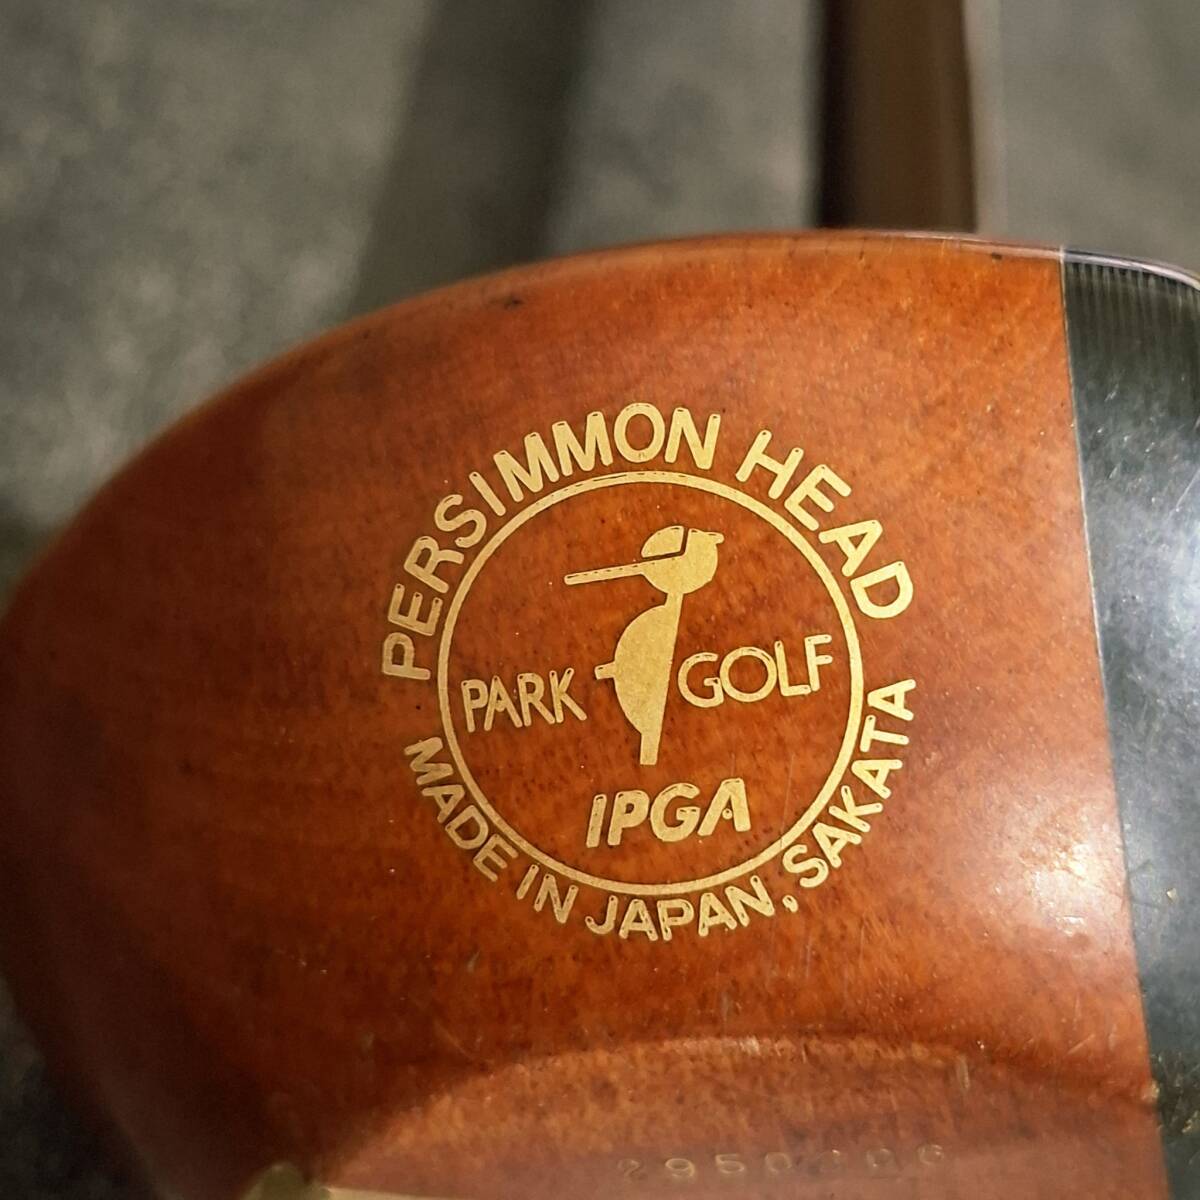 PERSIMMON HEAD
PARK GOLF
IPGA
MADE IN JAPAN, SAKATA